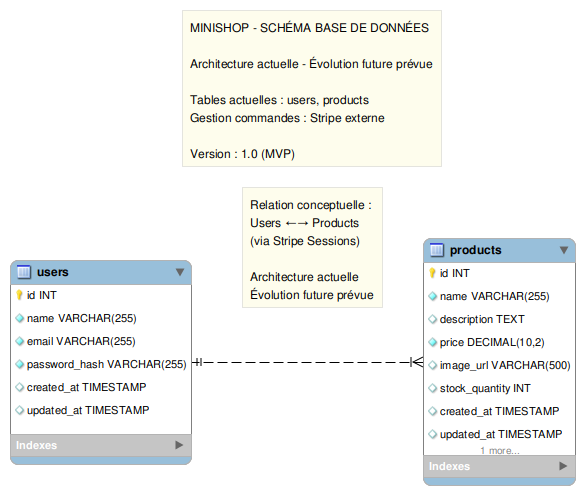 MINISHOP - SCHÉMA BASE DE DONNÉES
Architecture actuelle - Évolution future prévue
Tables actuelles : users, products
Gestion commandes : Stripe externe
Version : 1.0 (MVP)
Relation conceptuelle :
Users ←→ Products
(via Stripe Sessions)
Architecture actuelle
Évolution future prévue
users
id INT
name VARCHAR(255)
email VARCHAR(255)
password_hash VARCHAR(255)
created_at TIMESTAMP
updated_at TIMESTAMP
Indexes
products
id INT
name VARCHAR(255)
description TEXT
price DECIMAL(10,2)
image_url VARCHAR(500)
stock_quantity INT
created_at TIMESTAMP
updated_at TIMESTAMP
1 more...
Indexes